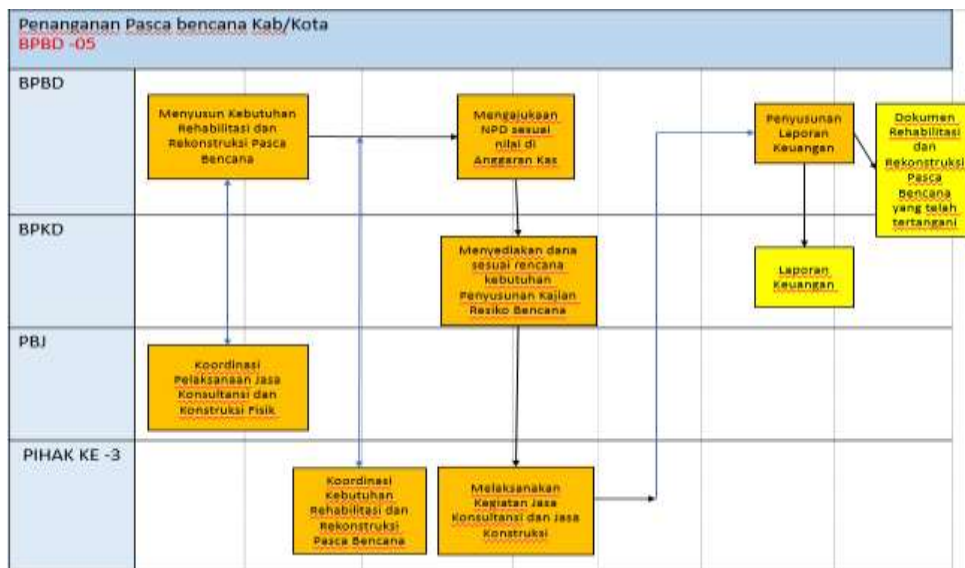 Penanganan Pasca bencana Kab/Kota
BPBD -05
BPBD
Menyusun Kebutuhan
Rehabilitasi dan
Rekonstruksi Pasca
Bencana
Mengajukaan
NPD sesuai
nilai di
Anggaran Kas
Penyusunan
Laporan
Keuangan
Dokumen
Rehabilitasi
dan
Rekonstruksi
Pasca
Bencana
yang telah
tertangani
BPKD
Menyediakan dana
sesuai rencana
kebutuhan
Penyusunan Kajian
Resiko Bencana
Laporan
Keuangan
PBJ
Koordinasi
Pelaksanaan Jasa
Konsultansi dan
Konstruksi Fisik
PIHAK KE -3
Koordinasi
Kebutuhan
Rehabilitasi dan
Rekonstruksi
Pasca Bencana
Melaksanakan
Kegiatan Jasa
Konsultansi dan Jasa
Konstruksi